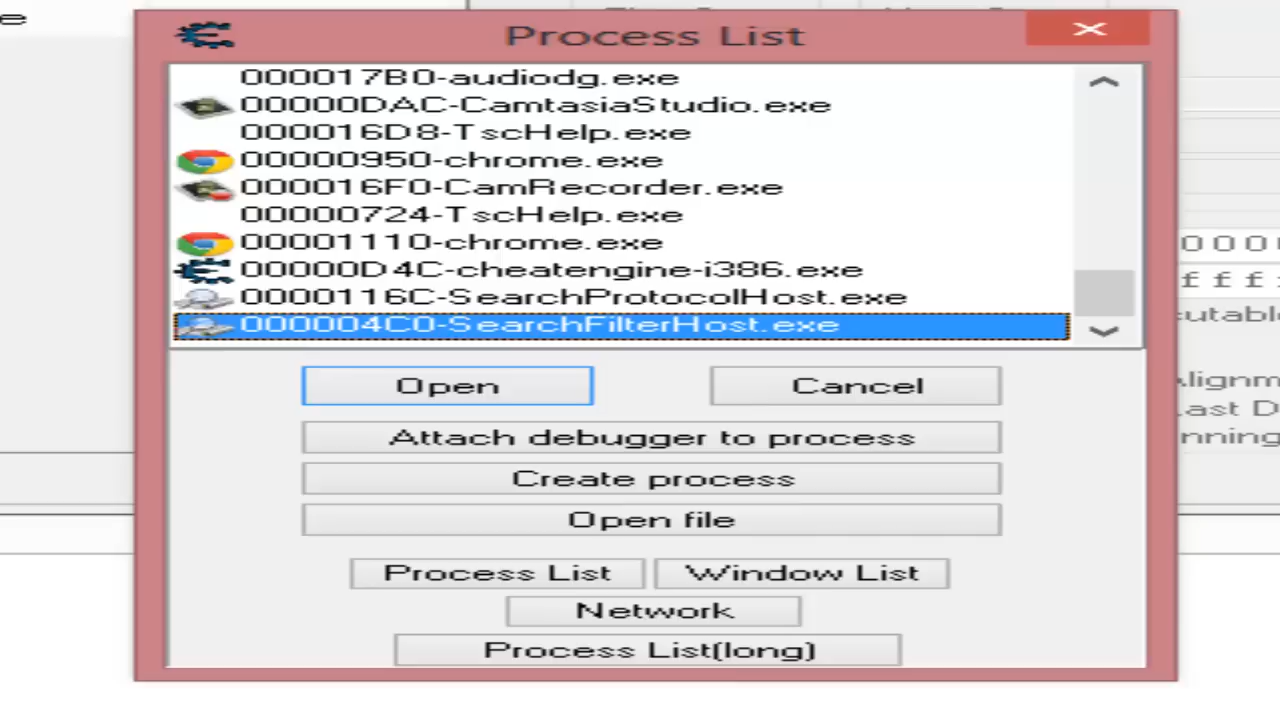 Process List
000017B0-audiodg.exe
00000DAC-CamtasiaStudio.exe
000016D8-TscHelp.exe
00000950-chrome.exe
000016F0-CamRecorder.exe
00000724-TscHelp.exe
00001110-chrome.exe
00000D4C-cheatengine-i386.exe
0000116C-SearchProtocolHost.exe
000004C0-SearchFilterHost.exe
Open Cancel
Attach debugger to process
Create process
Open file
Process List Window List
Network
Process List(long)